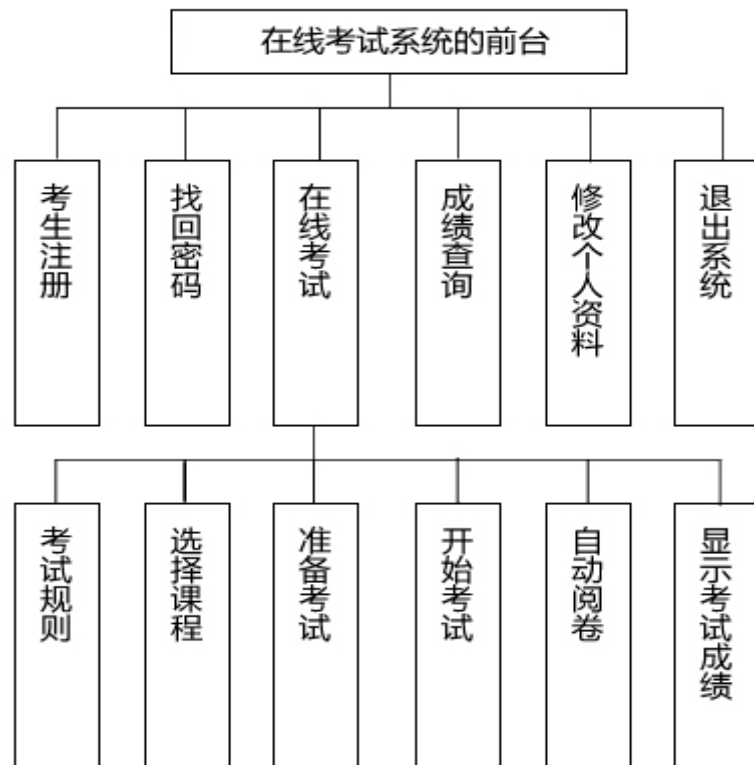 在线考试系统的前台
考生注册
找回密码
在线考试
成绩查询
修改个人资料
退出系统
考试规则
选择课程
准备考试
开始考试
自动阅卷
显示考试成绩